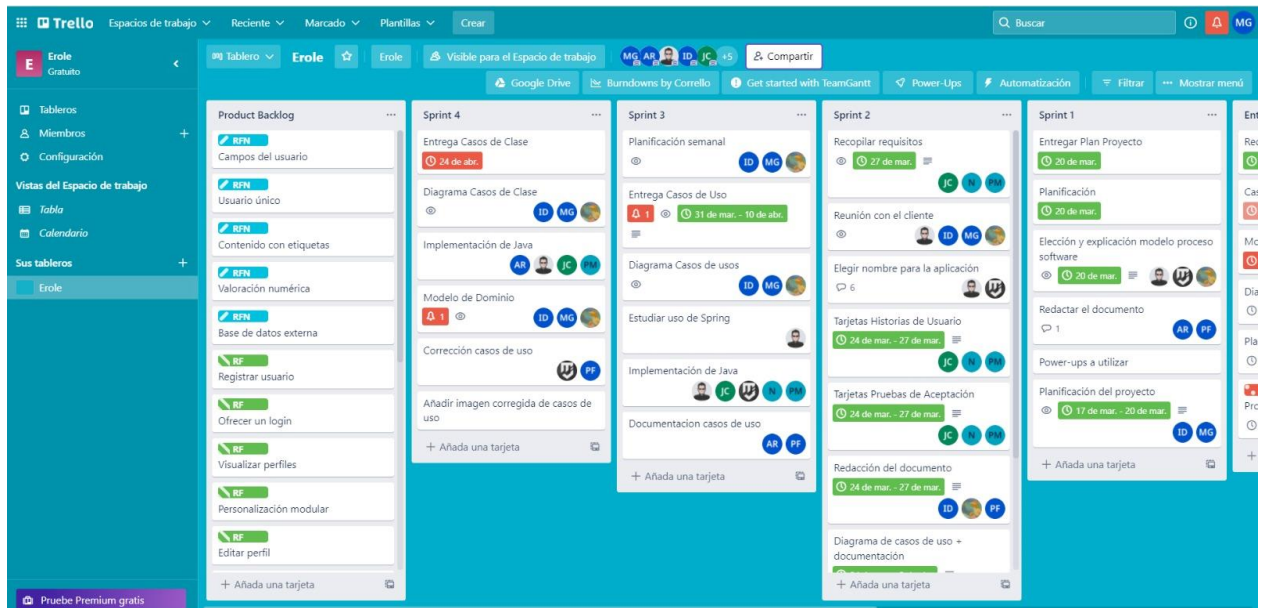 Trello Espacios de trabajo Reciente Marcado Plantillas Crear Buscar MG
E Erole
Gratuito
Tableros
Miembros +
Configuración
Vistas del Espacio de trabajo
Tabla
Calendario
Sus tableros +
Erole
Pruebe Premium gratis
Tablero Erole Erole Visible para el Espacio de trabajo MG AR ID JC +5 Compartir
Google Drive Burndowns by Corrello Get started with TeamGantt Power-Ups Automatización Filtrar ... Mostrar menú
Product Backlog ...
RFN
Campos del usuario
RFN
Usuario único
RFN
Contenido con etiquetas
RFN
Valoración numérica
RFN
Base de datos externa
RF
Registrar usuario
RF
Ofrecer un login
RF
Visualizar perfiles
RF
Personalización modular
RF
Editar perfil
+ Añada una tarjeta
Sprint 4 ...
Entrega Casos de Clase
24 de abr.
Diagrama Casos de Clase
ID MG
Implementación de Java
AR JC PM
Modelo de Dominio
1 ID MG
Corrección casos de uso
PF
Añadir imagen corregida de casos de
uso
+ Añada una tarjeta
Sprint 3 ...
Planificación semanal
ID MG
Entrega Casos de Uso
1 31 de mar. - 10 de abr.
Diagrama Casos de usos
ID MG
Estudiar uso de Spring
Implementación de Java
JC N PM
Documentacion casos de uso
AR PF
+ Añada una tarjeta
Sprint 2 ...
Recopilar requisitos
27 de mar.
JC N PM
Reunión con el cliente
ID MG
Elegir nombre para la aplicación
6
Tarjetas Historias de Usuario
24 de mar. - 27 de mar.
JC N PM
Tarjetas Pruebas de Aceptación
24 de mar. - 27 de mar.
JC N PM
Redacción del documento
24 de mar. - 27 de mar.
ID PF
Diagrama de casos de uso +
documentación
+ Añada una tarjeta
Sprint 1 ...
Entregar Plan Proyecto
20 de mar.
Planificación
20 de mar.
Elección y explicación modelo proceso
software
20 de mar.
Redactar el documento
1 AR PF
Power-ups a utilizar
Planificación del proyecto
17 de mar. - 20 de mar.
ID MG
+ Añada una tarjeta
Ent
Cas
Dia
Pla
Pro
+